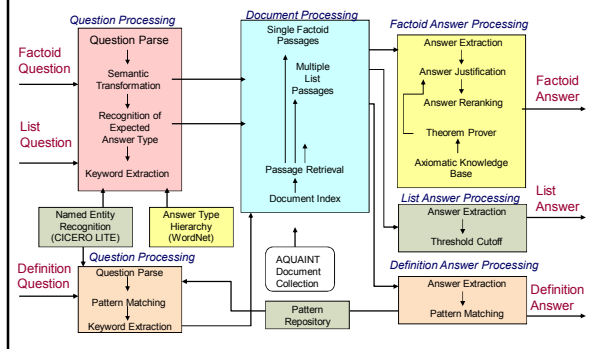 Question Processing
Document Processing
Factoid Answer Processing
Factoid
Question
List
Question
Question Parse
Semantic
Transformation
Recognition of
Expected
Answer Type
Keyword Extraction
Single Factoid
Passages
Multiple
List
Passages
Passage Retrieval
Document Index
Answer Extraction
Answer Justification
Answer Reranking
Theorem Prover
Axiomatic Knowledge
Base
Factoid
Answer
Named Entity
Recognition
(CICERO LITE)
Answer Type
Hierarchy
(WordNet)
AQUAINT
Document
Collection
List Answer Processing
Answer Extraction
Threshold Cutoff
List
Answer
Question Processing
Definition
Question
Question Parse
Pattern Matching
Keyword Extraction
Pattern
Repository
Definition Answer Processing
Answer Extraction
Pattern Matching
Definition
Answer